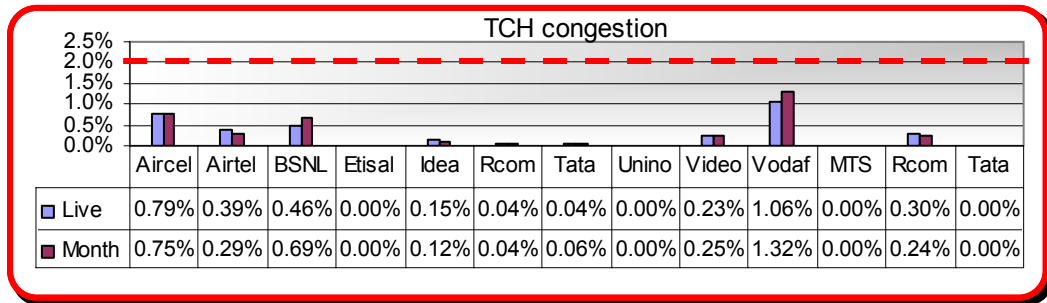 TCH congestion
2.5%
2.0%
1.5%
1.0%
0.5%
0.0%
Aircel Airtel BSNL Etisal Idea Rcom Tata Unino Video Vodaf MTS Rcom Tata
Live 0.79% 0.39% 0.46% 0.00% 0.15% 0.04% 0.04% 0.00% 0.23% 1.06% 0.00% 0.30% 0.00%
Month 0.75% 0.29% 0.69% 0.00% 0.12% 0.04% 0.06% 0.00% 0.25% 1.32% 0.00% 0.24% 0.00%